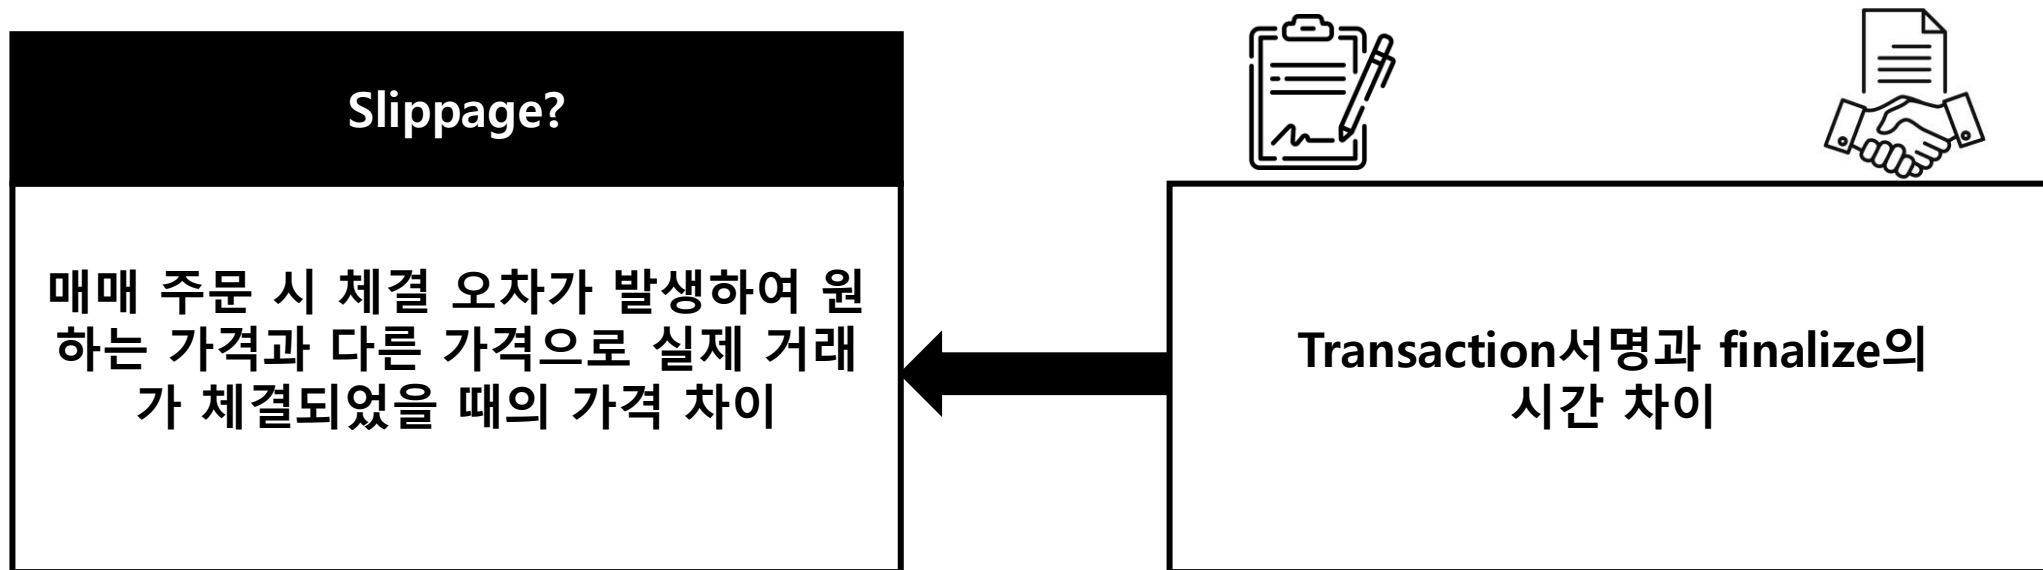 Slippage?
매매 주문 시 체결 오차가 발생하여 원
하는 가격과 다른 가격으로 실제 거래
가 체결되었을 때의 가격 차이
Transaction서명과 finalize의
시간 차이